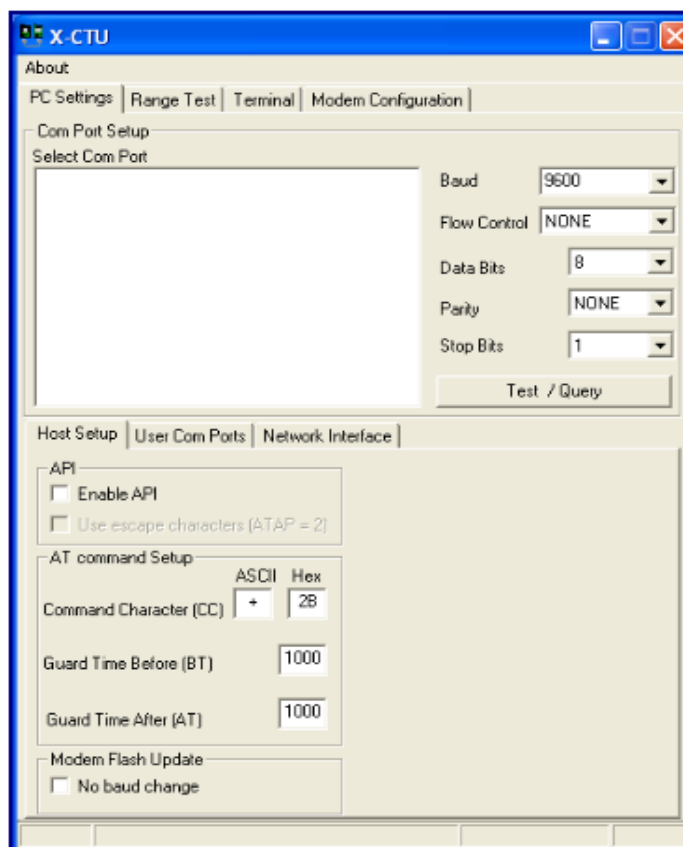 X-CTU
About
PC Settings Range Test Terminal Modem Configuration
Com Port Setup
Select Com Port
Baud 9600
Flow Control NONE
Data Bits 8
Parity NONE
Stop Bits 1
Test / Query
Host Setup User Com Ports Network Interface
API
Enable API
Use escape characters (ATAP = 2)
AT command Setup
ASCII Hex
Command Character (CC) + 2B
Guard Time Before (BT) 1000
Guard Time After (AT) 1000
Modem Flash Update
No baud change